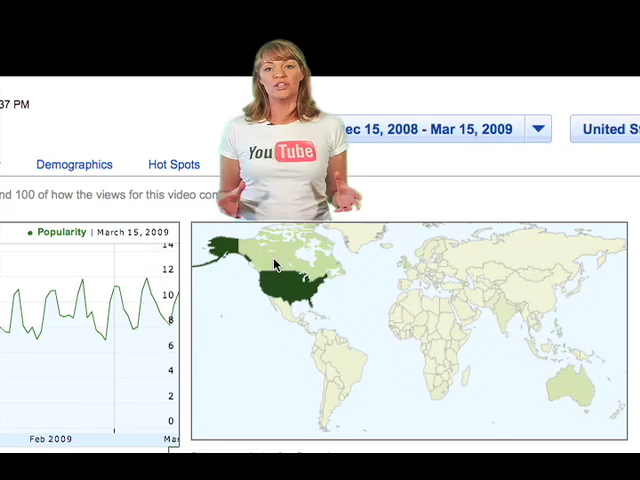 37 PM
ec 15, 2008 - Mar 15, 2009
United St
Demographics
Hot Spots
nd 100 of how the views for this video con
YouTube
Popularity | March 15, 2009
14
12
10
8
6
4
2
0
Feb 2009
Mar